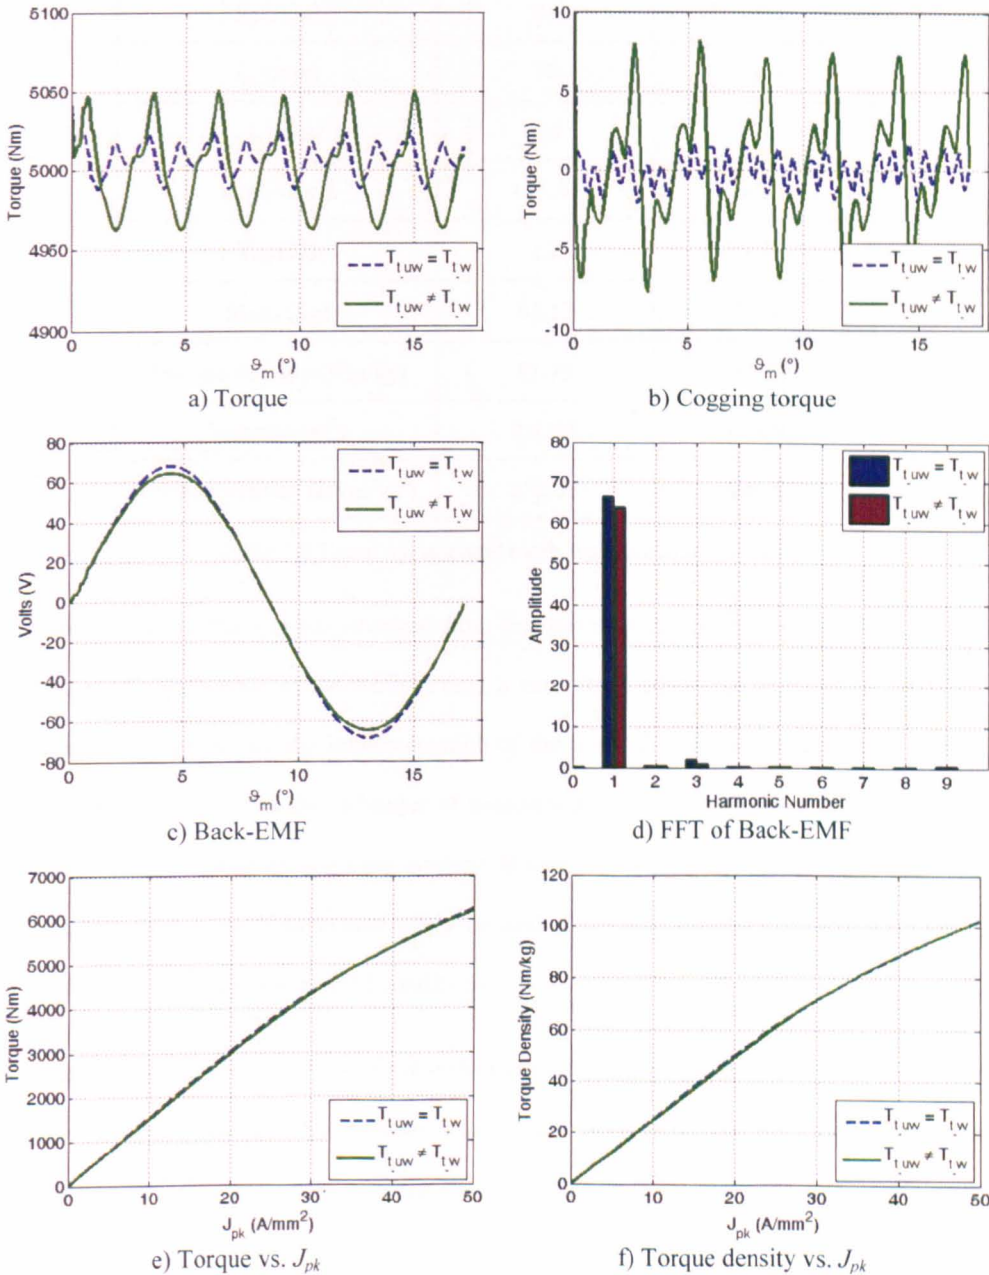 5100
5050
5000
4950
4900
Torque (Nm)
T_t_uw = T_t_w
T_t_uw ≠ T_t_w
0 5 10 15
ϑ_m (°)
a) Torque
10
5
0
-5
-10
Torque (Nm)
T_t_uw = T_t_w
T_t_uw ≠ T_t_w
0 5 10 15
ϑ_m (°)
b) Cogging torque
80
60
40
20
0
-20
-40
-60
-80
Volts (V)
T_t_uw = T_t_w
T_t_uw ≠ T_t_w
0 5 10 15
ϑ_m (°)
c) Back-EMF
80
70
60
50
40
30
20
10
0
Amplitude
T_t_uw = T_t_w
T_t_uw ≠ T_t_w
0 1 2 3 4 5 6 7 8 9
Harmonic Number
d) FFT of Back-EMF
7000
6000
5000
4000
3000
2000
1000
0
Torque (Nm)
T_t_uw = T_t_w
T_t_uw ≠ T_t_w
0 10 20 30 40 50
J_pk (A/mm²)
e) Torque vs. J_pk
120
100
80
60
40
20
0
Torque Density (Nm/kg)
T_t_uw = T_t_w
T_t_uw ≠ T_t_w
0 10 20 30 40 50
J_pk (A/mm²)
f) Torque density vs. J_pk